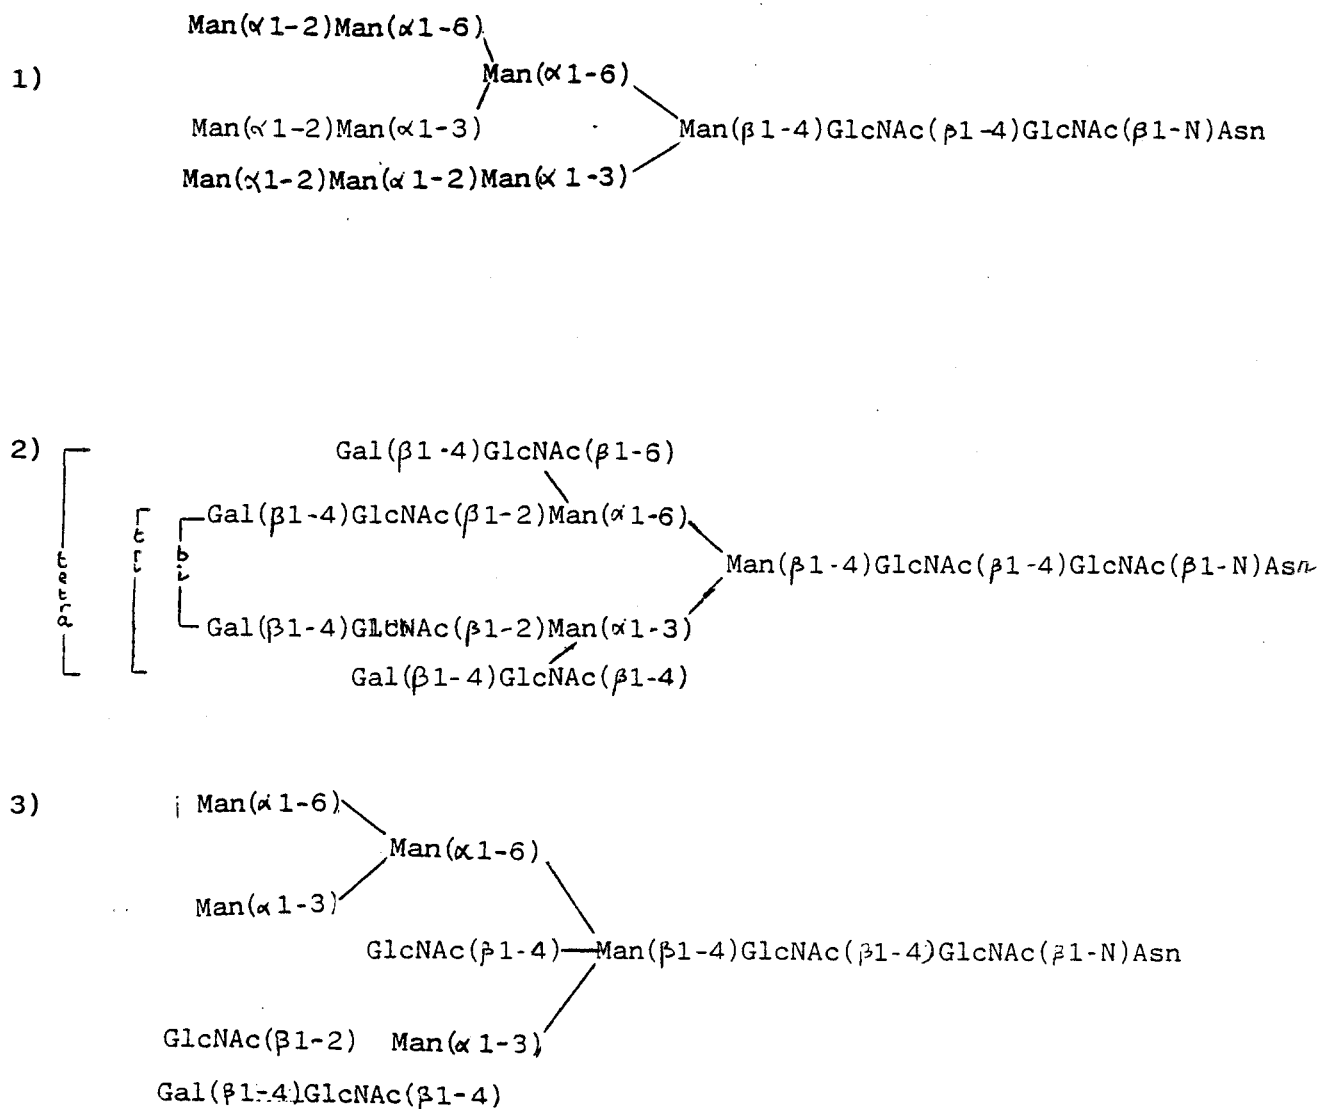 Man(α1-2)Man(α1-6)
1)
Man(α1-6)
Man(α1-2)Man(α1-3)
Man(β1-4)GlcNAc(β1-4)GlcNAc(β1-N)Asn
Man(α1-2)Man(α1-2)Man(α1-3)
2)
Gal(β1-4)GlcNAc(β1-6)
Gal(β1-4)GlcNAc(β1-2)Man(α1-6)
tetra
tri
bi
Man(β1-4)GlcNAc(β1-4)GlcNAc(β1-N)Asn
Gal(β1-4)GlcNAc(β1-2)Man(α1-3)
Gal(β1-4)GlcNAc(β1-4)
3)
Man(α1-6)
Man(α1-6)
Man(α1-3)
GlcNAc(β1-4)—Man(β1-4)GlcNAc(β1-4)GlcNAc(β1-N)Asn
GlcNAc(β1-2) Man(α1-3)
Gal(β1-4)GlcNAc(β1-4)